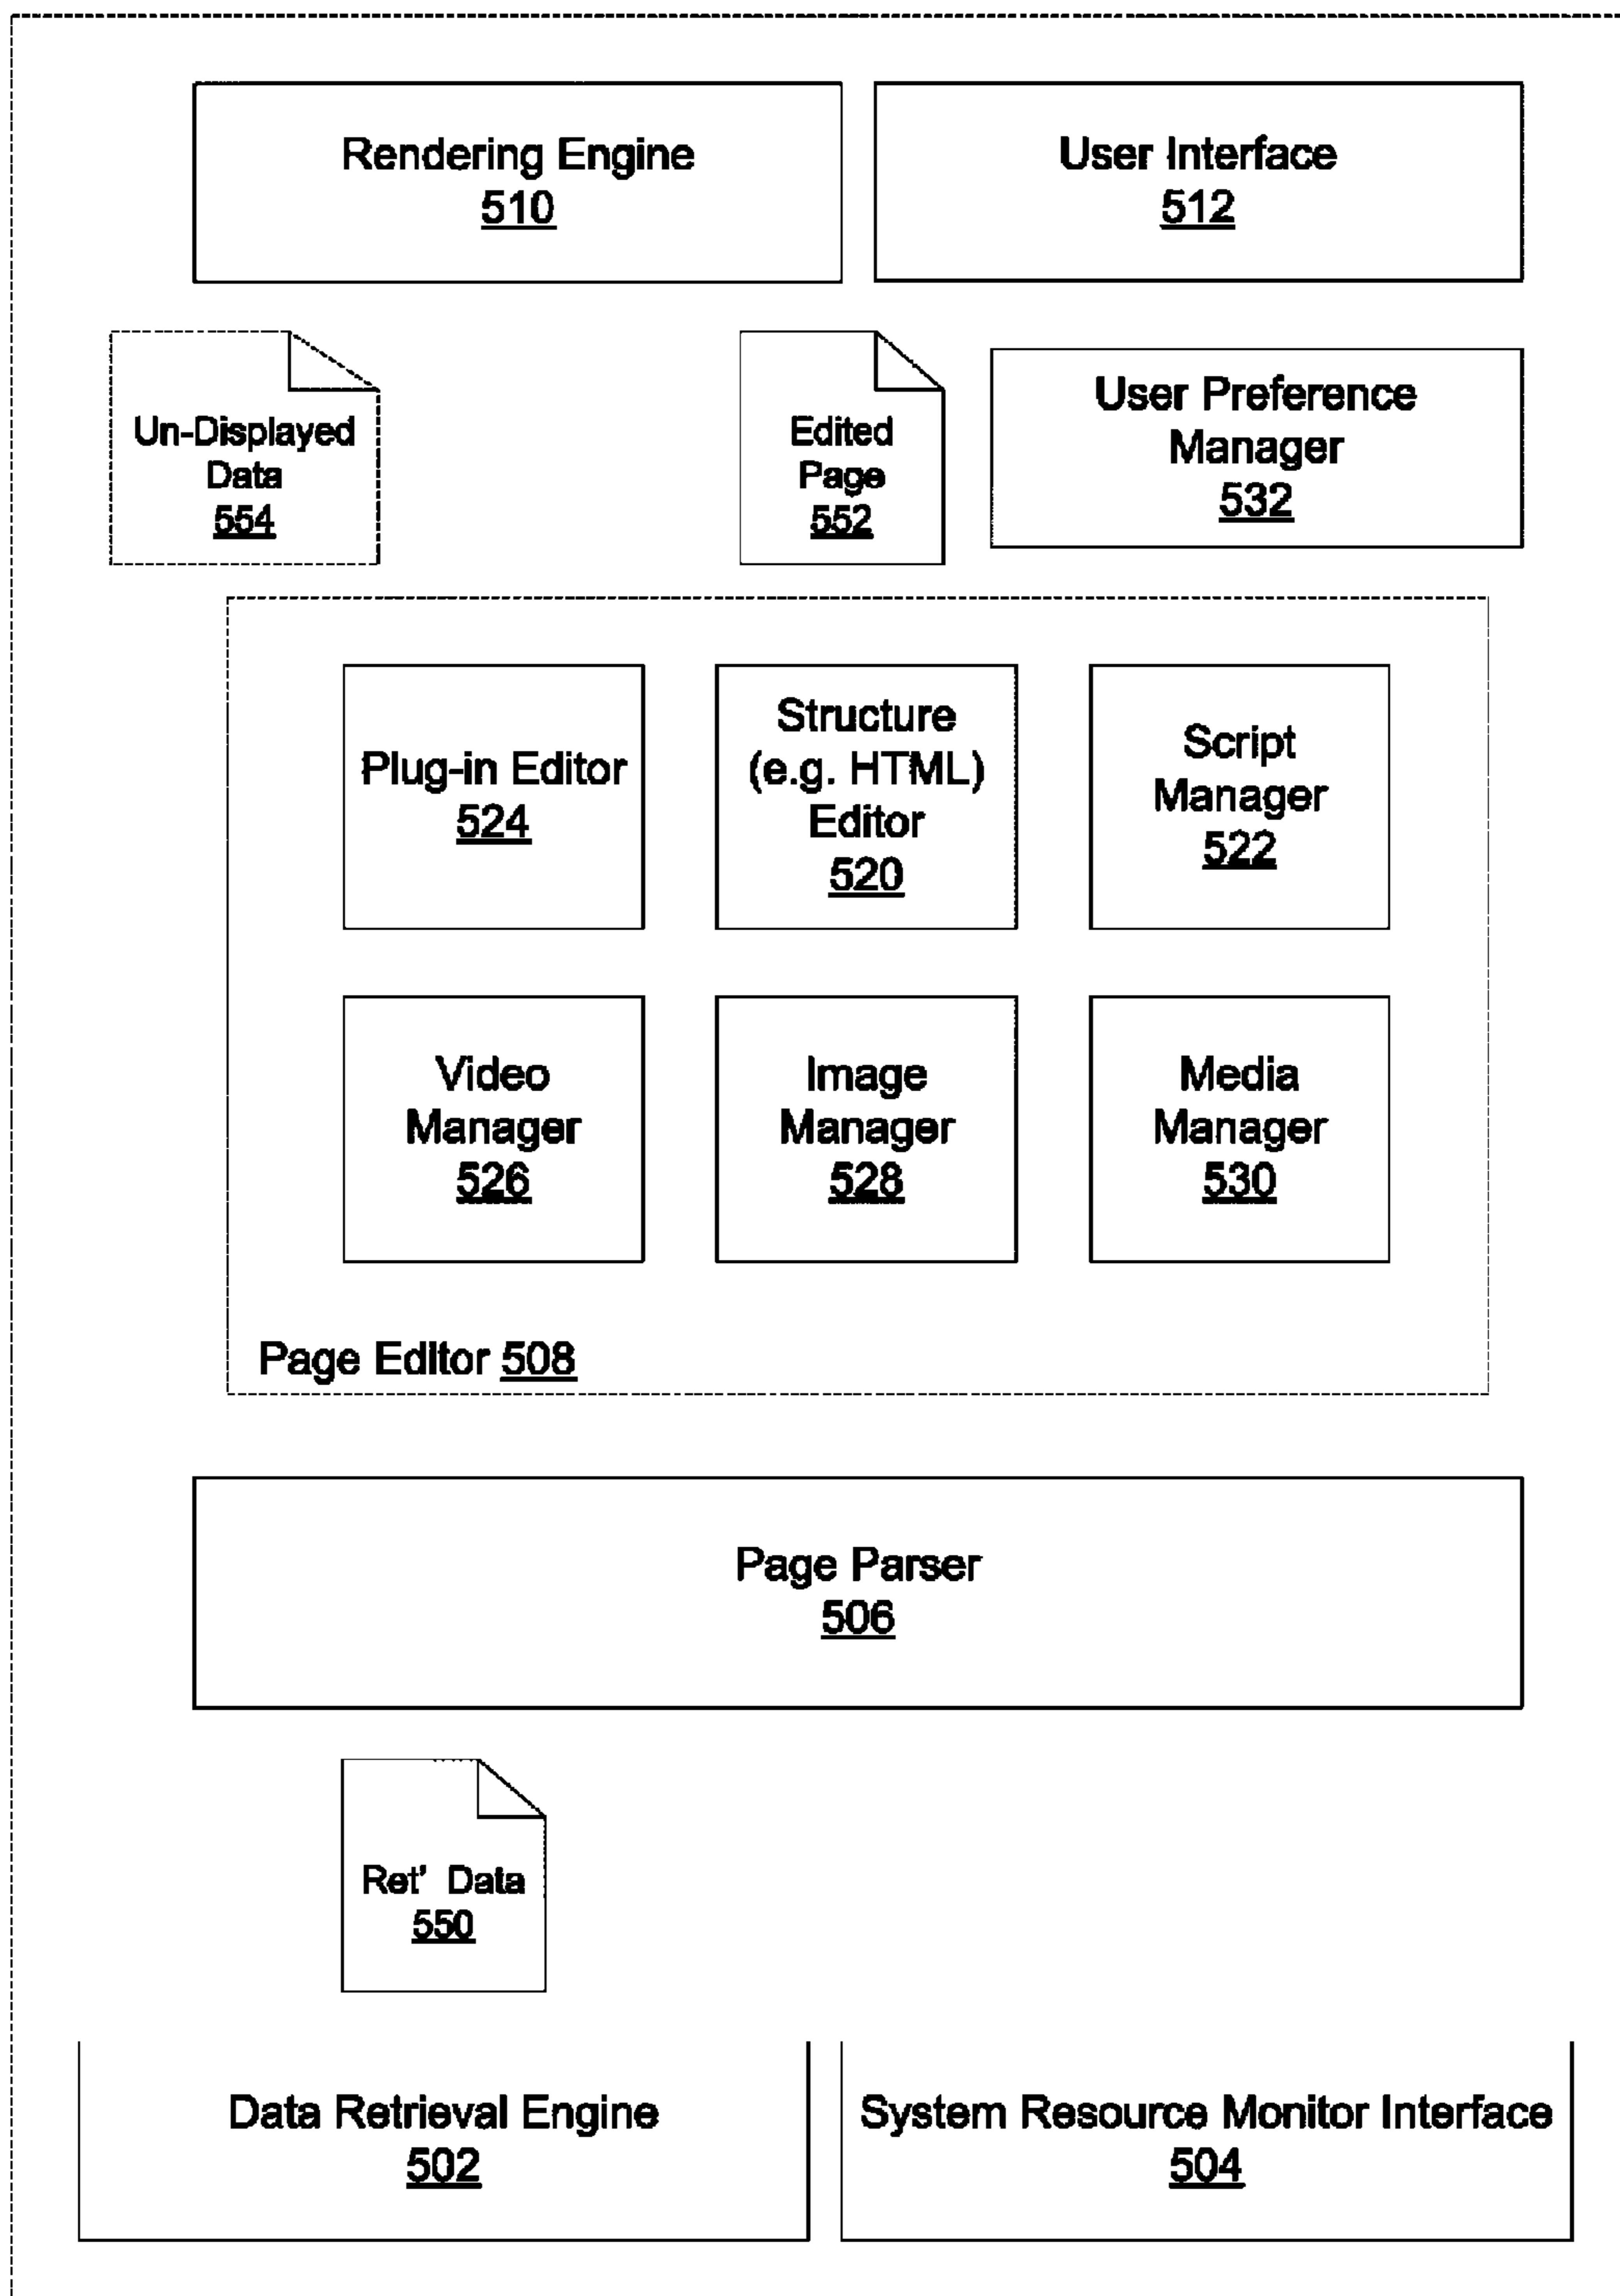 Rendering Engine
510
User Interface
512
Un-Displayed
Data
554
Edited
Page
552
User Preference
Manager
532
Plug-in Editor
524
Structure
(e.g. HTML)
Editor
520
Script
Manager
522
Video
Manager
526
Image
Manager
528
Media
Manager
530
Page Editor 508
Page Parser
506
Ret' Data
550
Data Retrieval Engine
502
System Resource Monitor Interface
504